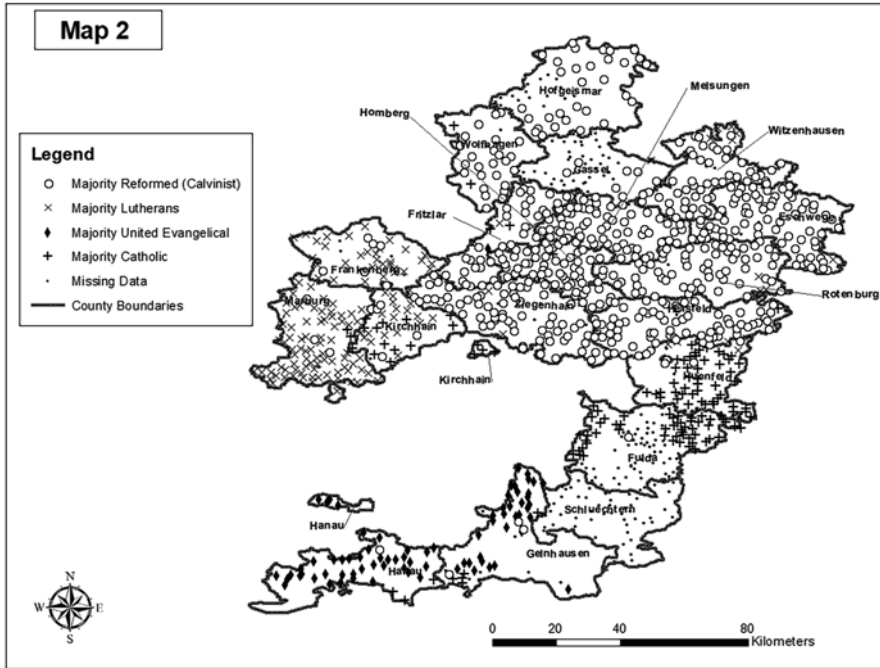 Map 2
Legend
Majority Reformed (Calvinist)
Majority Lutherans
Majority United Evangelical
Majority Catholic
Missing Data
County Boundaries
Hofgeismar
Melsungen
Homberg
Witzenhausen
Wolfhagen
Cassel
Fritzlar
Eschwege
Frankenberg
Marburg
Kirchhain
Ziegenhain
Hersfeld
Rotenburg
Kirchhain
Huenfeld
Fulda
Schluechtern
Hanau
Gelnhausen
Hanau
N
W
E
S
0 20 40 80
Kilometers